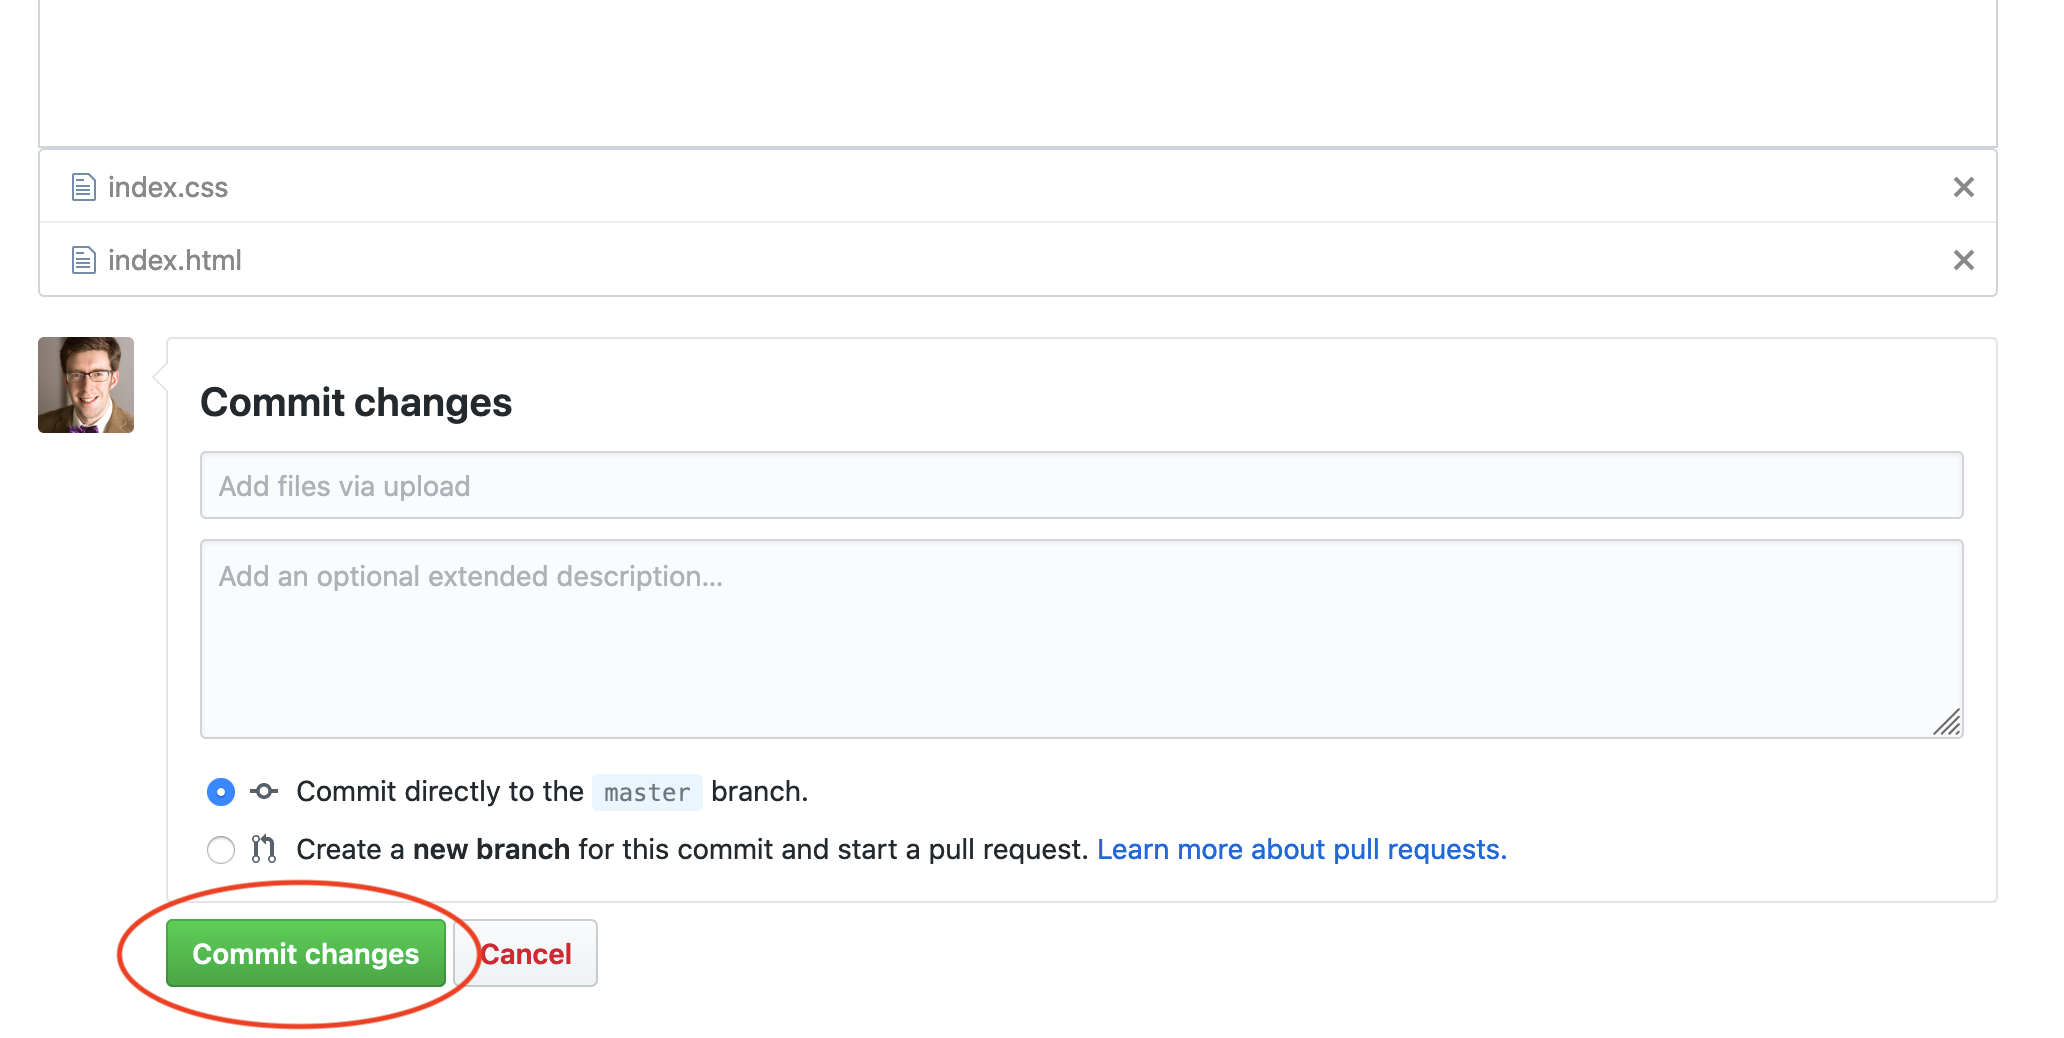 index.css
index.html
Commit changes
Add files via upload
Add an optional extended description...
Commit directly to the master branch.
Create a new branch for this commit and start a pull request. Learn more about pull requests.
Commit changes Cancel